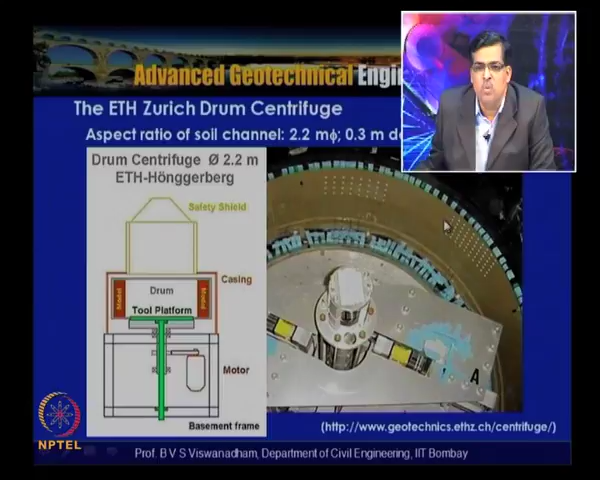 Advanced Geotechnical Engi
The ETH Zurich Drum Centrifuge
Aspect ratio of soil channel: 2.2 mϕ; 0.3 m de
Drum Centrifuge Ø 2.2 m
ETH-Hönggerberg
Safety Shield
Casing
Drum
Model
Model
Tool Platform
Motor
Basement frame
A
NPTEL
(http://www.geotechnics.ethz.ch/centrifuge/)
Prof. B V S Viswanadham, Department of Civil Engineering, IIT Bombay